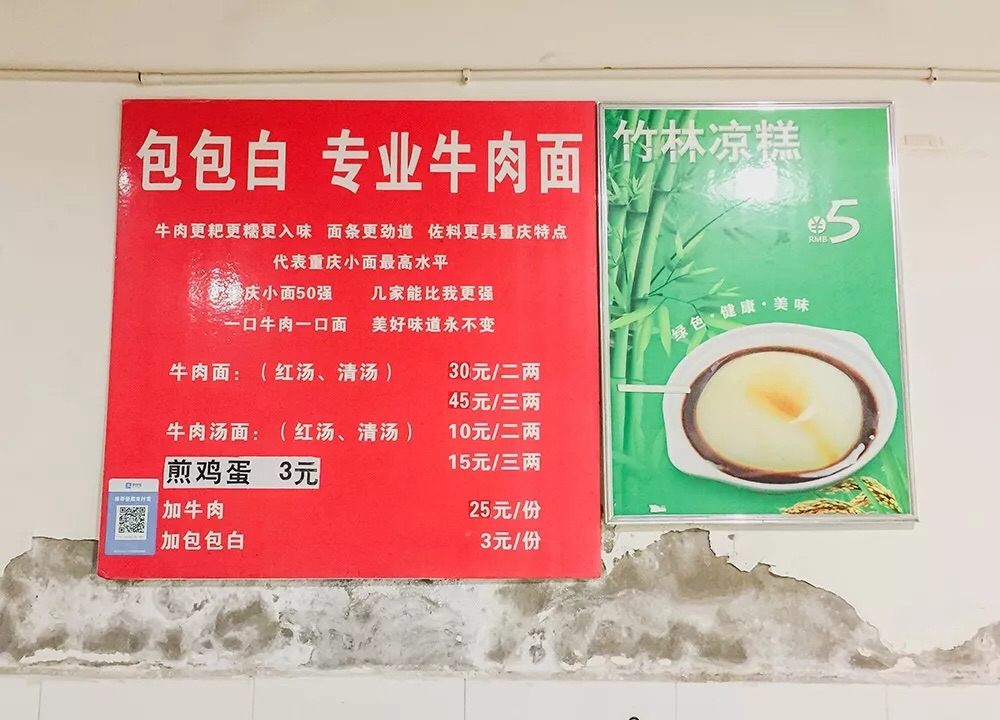 包包白 专业牛肉面
牛肉更耙更糯更入味 面条更劲道 佐料更具重庆特点
代表重庆小面最高水平
庆小面50强 几家能比我更强
一口牛肉一口面 美好味道永不变
牛肉面:(红汤、清汤) 30元/二两
45元/三两
牛肉汤面:(红汤、清汤) 10元/二两
15元/三两
煎鸡蛋 3元
加牛肉 25元/份
加包包白 3元/份
竹林凉糕
¥5
RMB
绿色·健康·美味